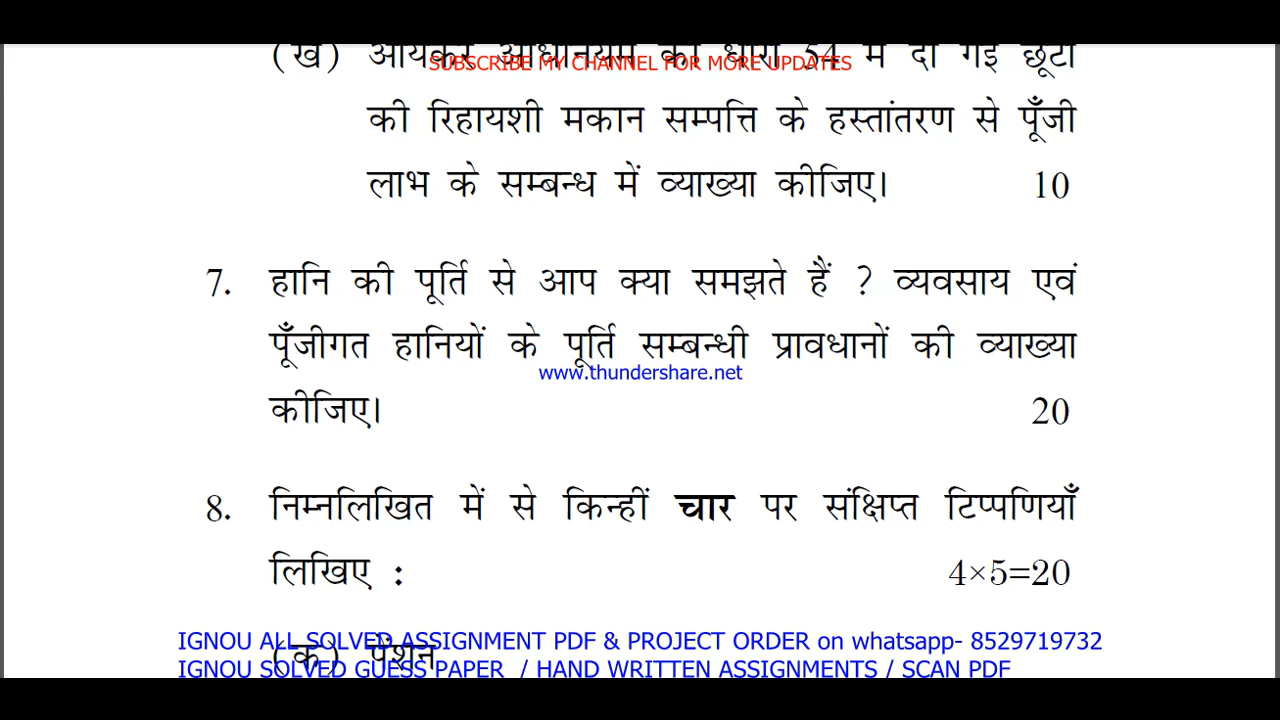 (ख) आयकर अधिनियम की धारा 54 में दी गई छूटों
SUBSCRIBE MY CHANNEL FOR MORE UPDATES
की रिहायशी मकान सम्पत्ति के हस्तांतरण से पूँजी
लाभ के सम्बन्ध में व्याख्या कीजिए। 10
7. हानि की पूर्ति से आप क्या समझते हैं ? व्यवसाय एवं
पूँजीगत हानियों के पूर्ति सम्बन्धी प्रावधानों की व्याख्या
www.thundershare.net
कीजिए। 20
8. निम्नलिखित में से किन्हीं चार पर संक्षिप्त टिप्पणियाँ
लिखिए : 4×5=20
IGNOU ALL SOLVED ASSIGNMENT PDF & PROJECT ORDER on whatsapp- 8529719732
(क) पेंशन
IGNOU SOLVED GUESS PAPER / HAND WRITTEN ASSIGNMENTS / SCAN PDF